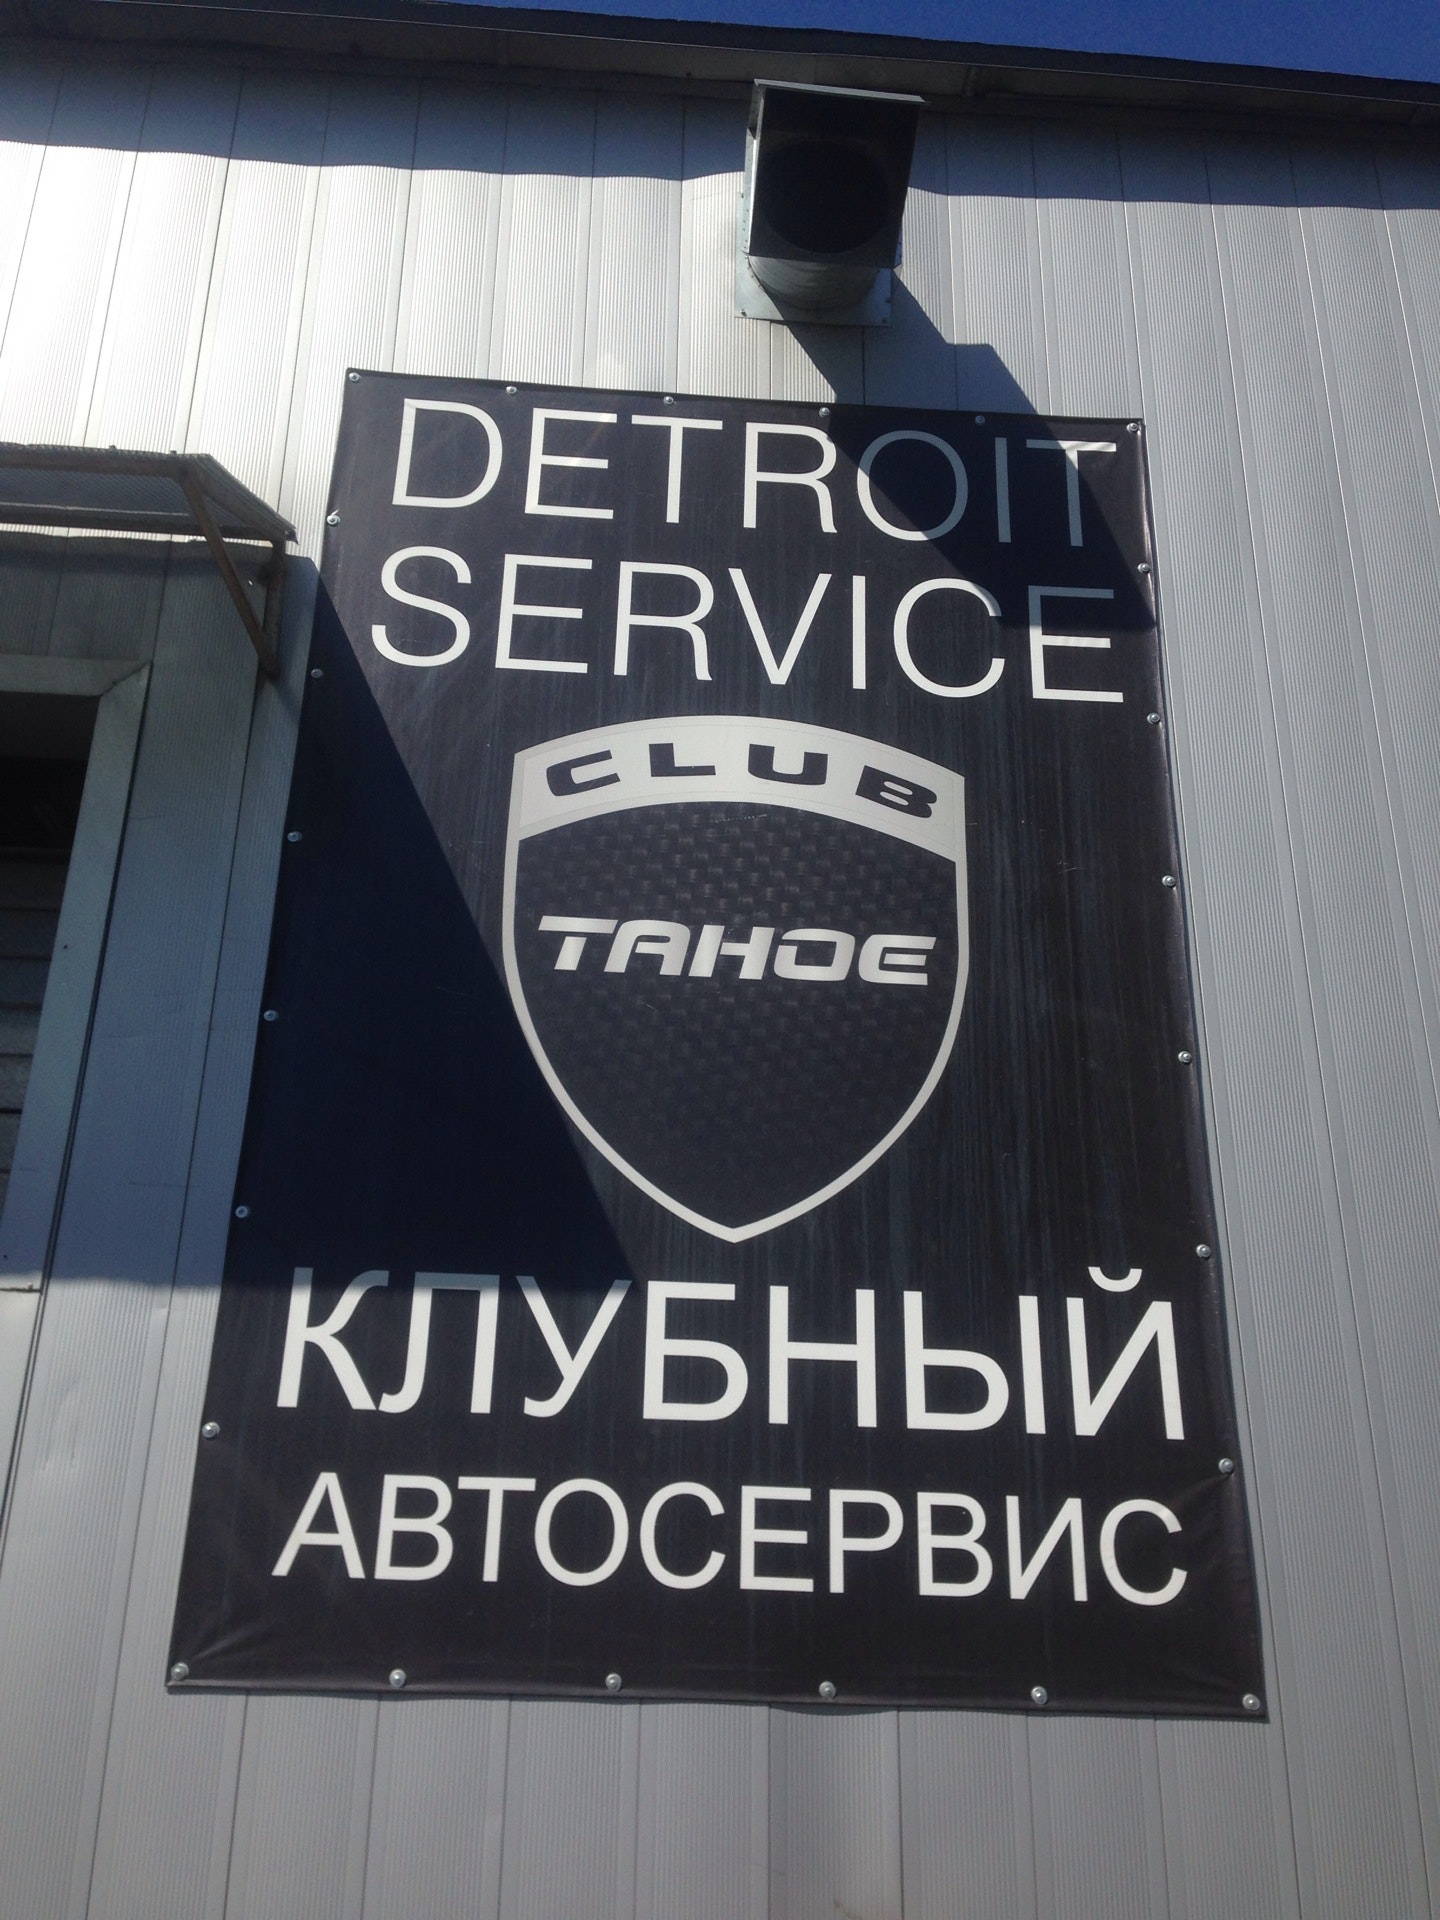 DETROIT
SERVICE
CLUB
TAHOE
КЛУБНЫЙ
АВТОСЕРВИС